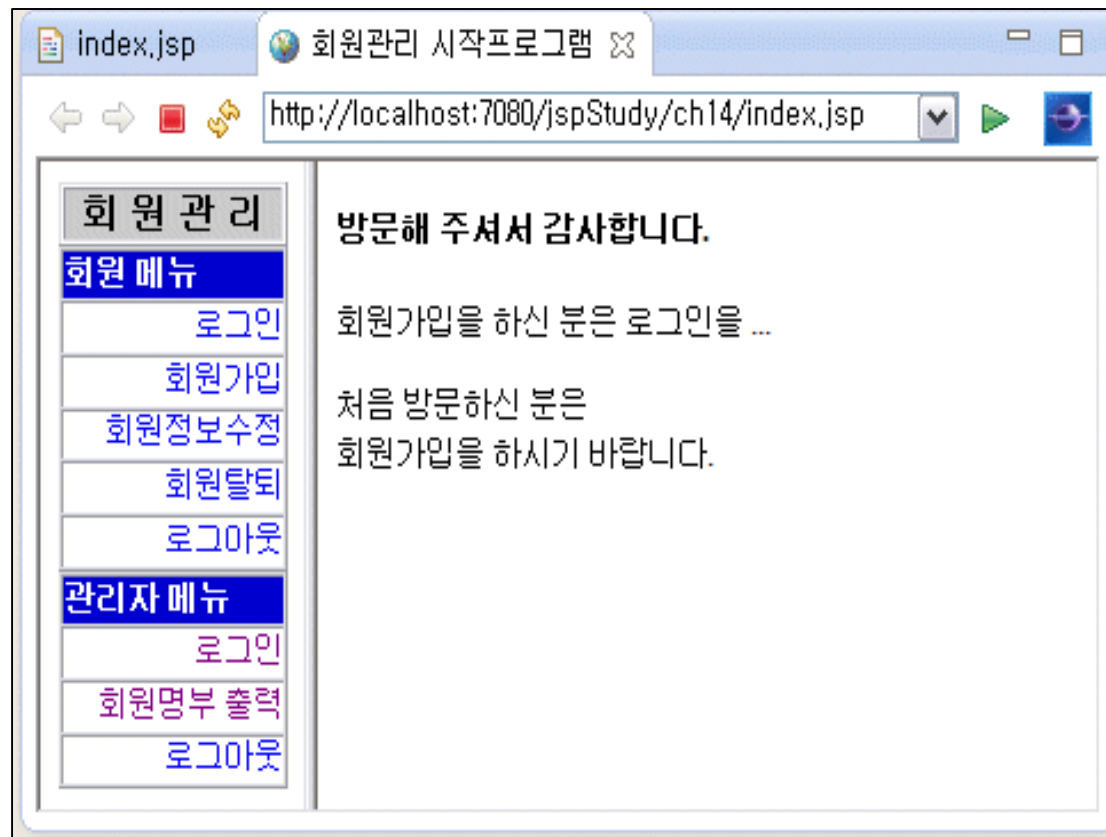 index.jsp
회원관리 시작프로그램
http://localhost:7080/jspStudy/ch14/index.jsp
회 원 관 리
회원 메뉴
로그인
회원가입
회원정보수정
회원탈퇴
로그아웃
관리자 메뉴
로그인
회원명부 출력
로그아웃
방문해 주셔서 감사합니다.
회원가입을 하신 분은 로그인을 ...
처음 방문하신 분은
회원가입을 하시기 바랍니다.